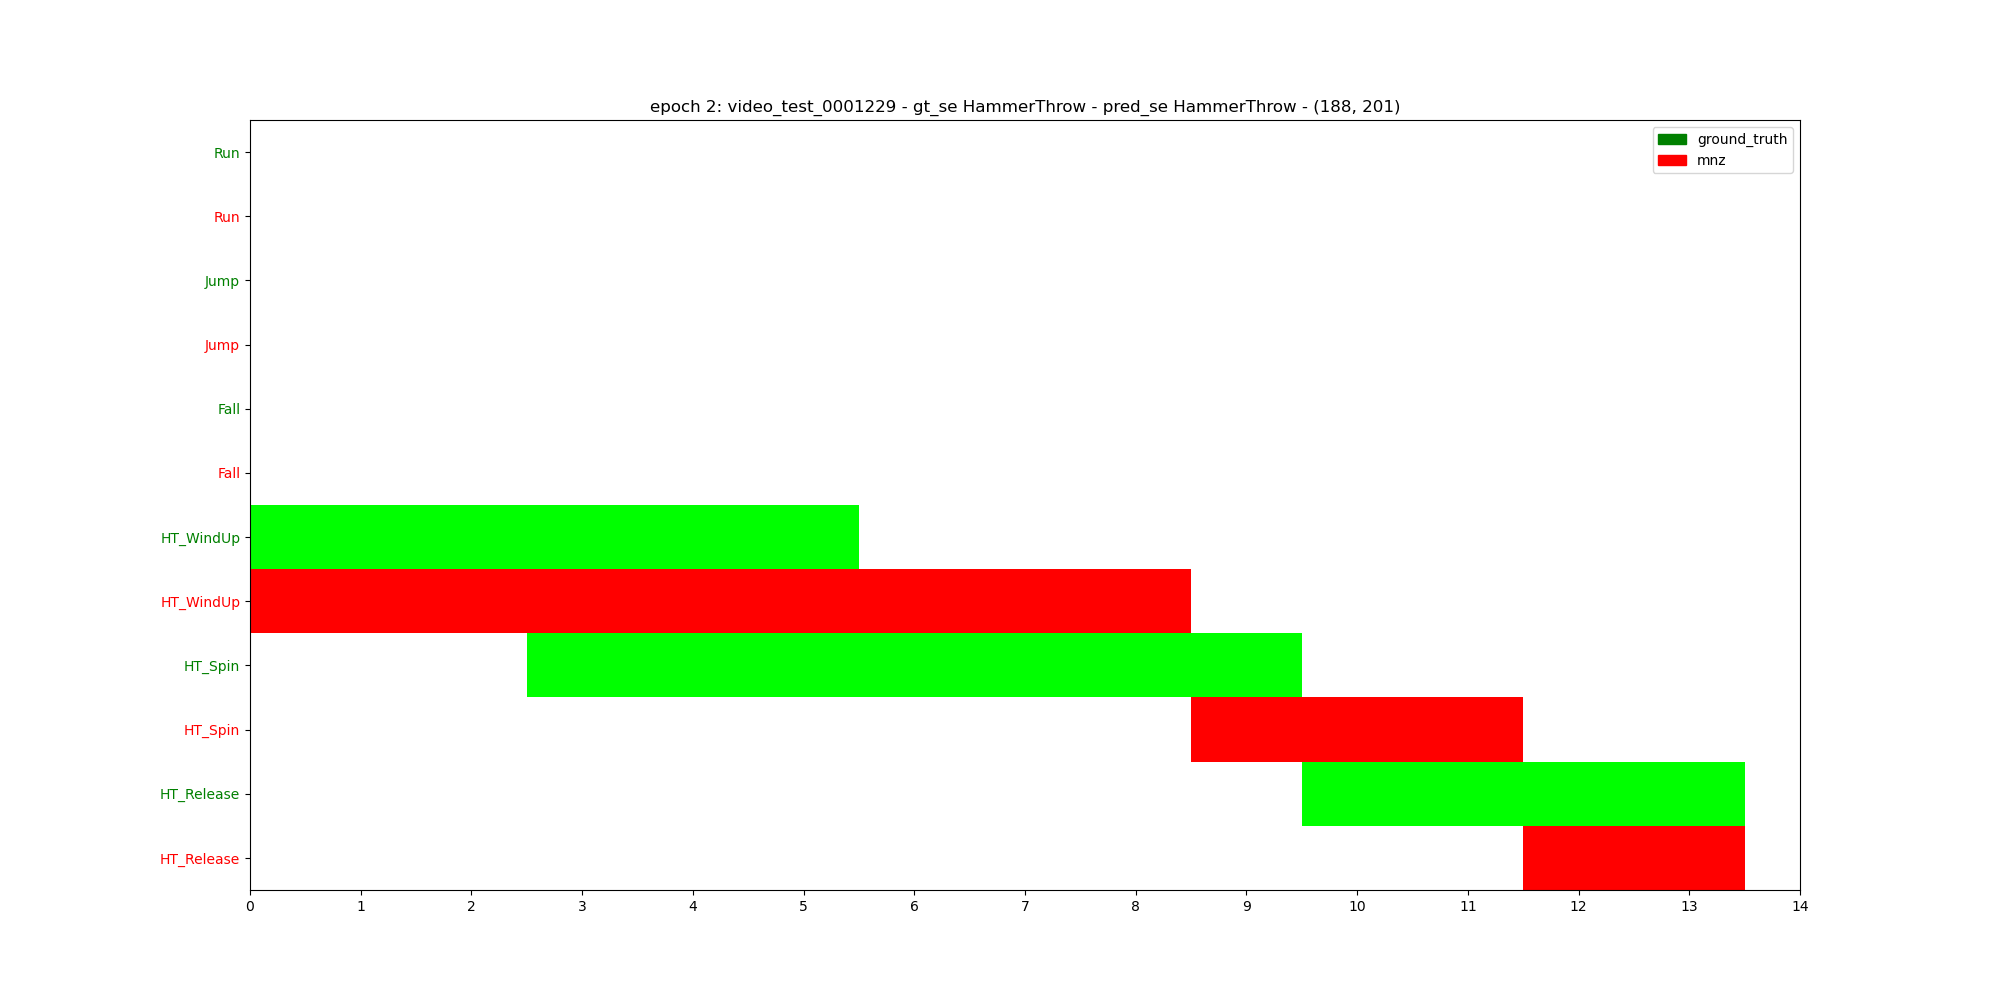 epoch 2: video_test_0001229 - gt_se HammerThrow - pred_se HammerThrow - (188, 201)
ground_truth
mnz
Run
Run
Jump
Jump
Fall
Fall
HT_WindUp
HT_WindUp
HT_Spin
HT_Spin
HT_Release
HT_Release
0 1 2 3 4 5 6 7 8 9 10 11 12 13 14